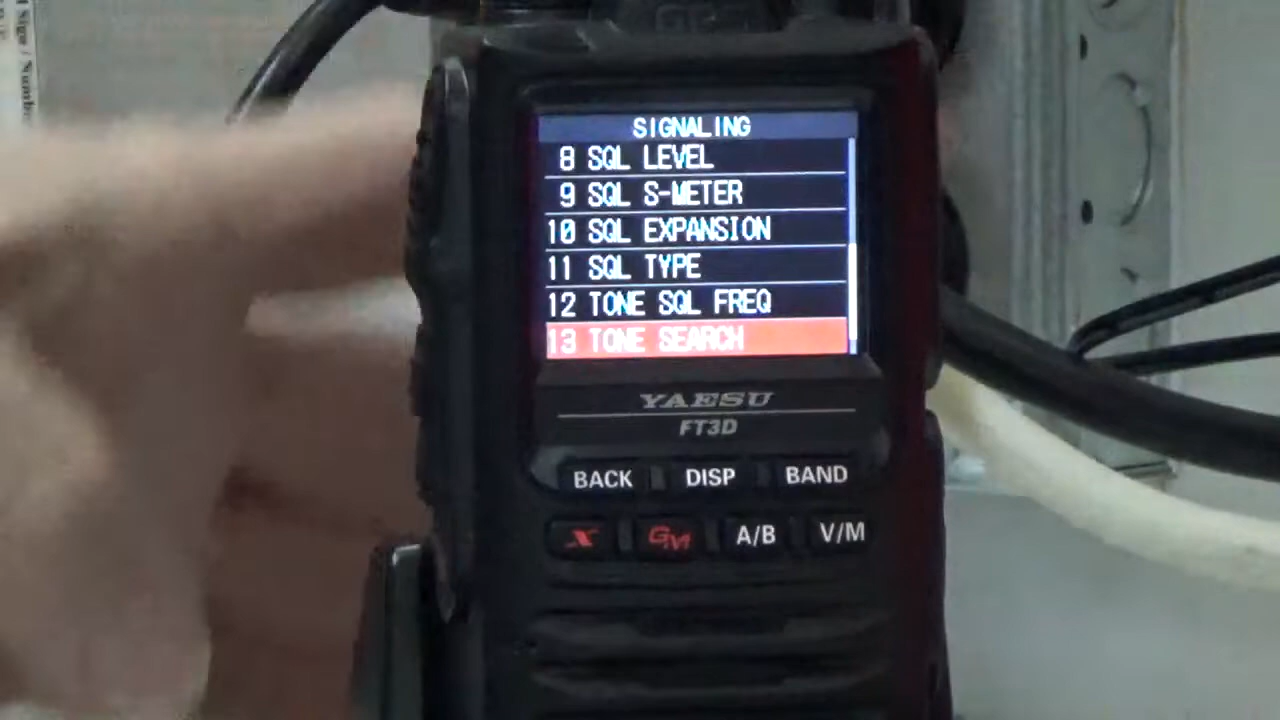 SIGNALING
8 SQL LEVEL
9 SQL S-METER
10 SQL EXPANSION
11 SQL TYPE
12 TONE SQL FREQ
13 TONE SEARCH
YAESU
FT3D
BACK DISP BAND
X GM A/B V/M